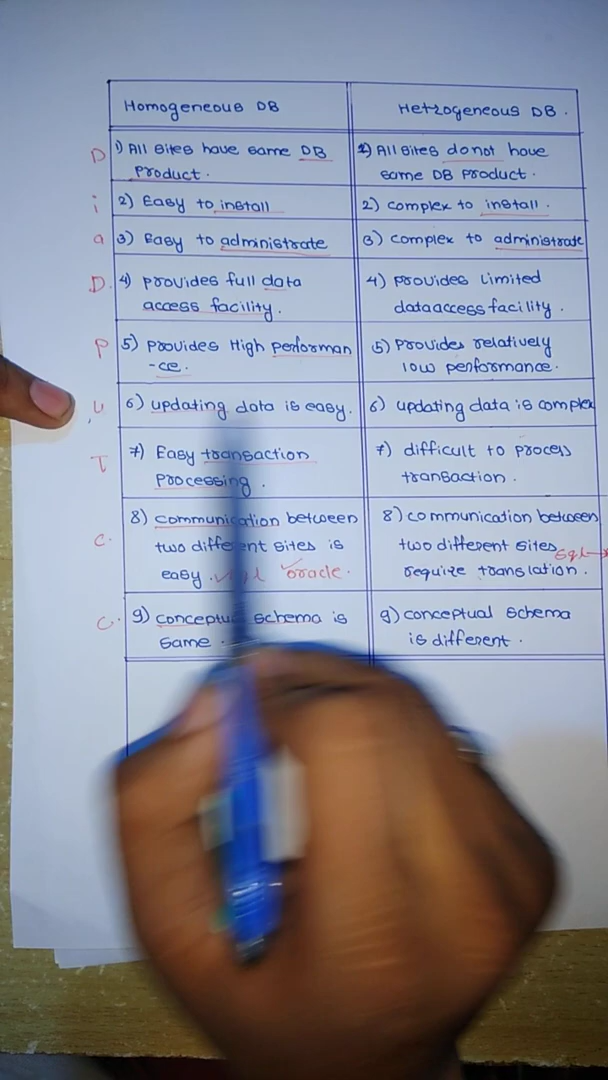 Homogeneous DB
Hetrogeneous DB.
D
1) All sites have same DB
product.
1) All sites do not have
same DB product.
i
2) Easy to install
2) complex to install.
a
3) Easy to administrate
3) complex to administrate
D.
4) provides full data
access facility.
4) provides Limited
data access facility.
P
5) provides High performan
-ce.
5) provides relatively
low performance.
U
6) updating data is easy.
6) updating data is complex
T
7) Easy transaction
processing.
7) difficult to process
transaction.
C.
8) communication between
two different sites is
easy. oracle.
8) communication between
two different sites sql→
require translation.
C.
9) conceptual schema is
same.
9) conceptual schema
is different.